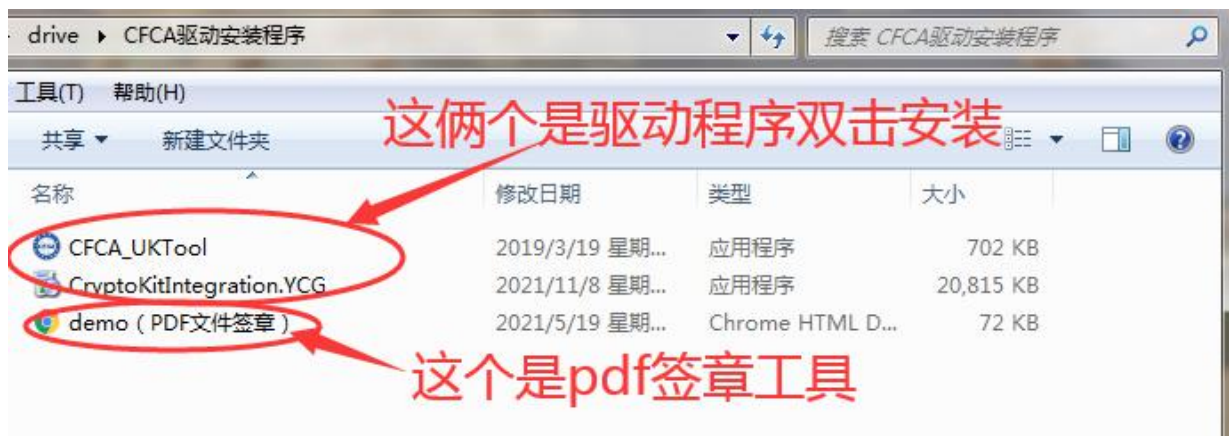 drive ▸ CFCA驱动安装程序 搜索 CFCA驱动安装程序
工具(T) 帮助(H)
这俩个是驱动程序双击安装
共享 新建文件夹
名称 修改日期 类型 大小
CFCA_UKTool 2019/3/19 星期... 应用程序 702 KB
CryptoKitIntegration.YCG 2021/11/8 星期... 应用程序 20,815 KB
demo（PDF文件签章） 2021/5/19 星期... Chrome HTML D... 72 KB
这个是pdf签章工具